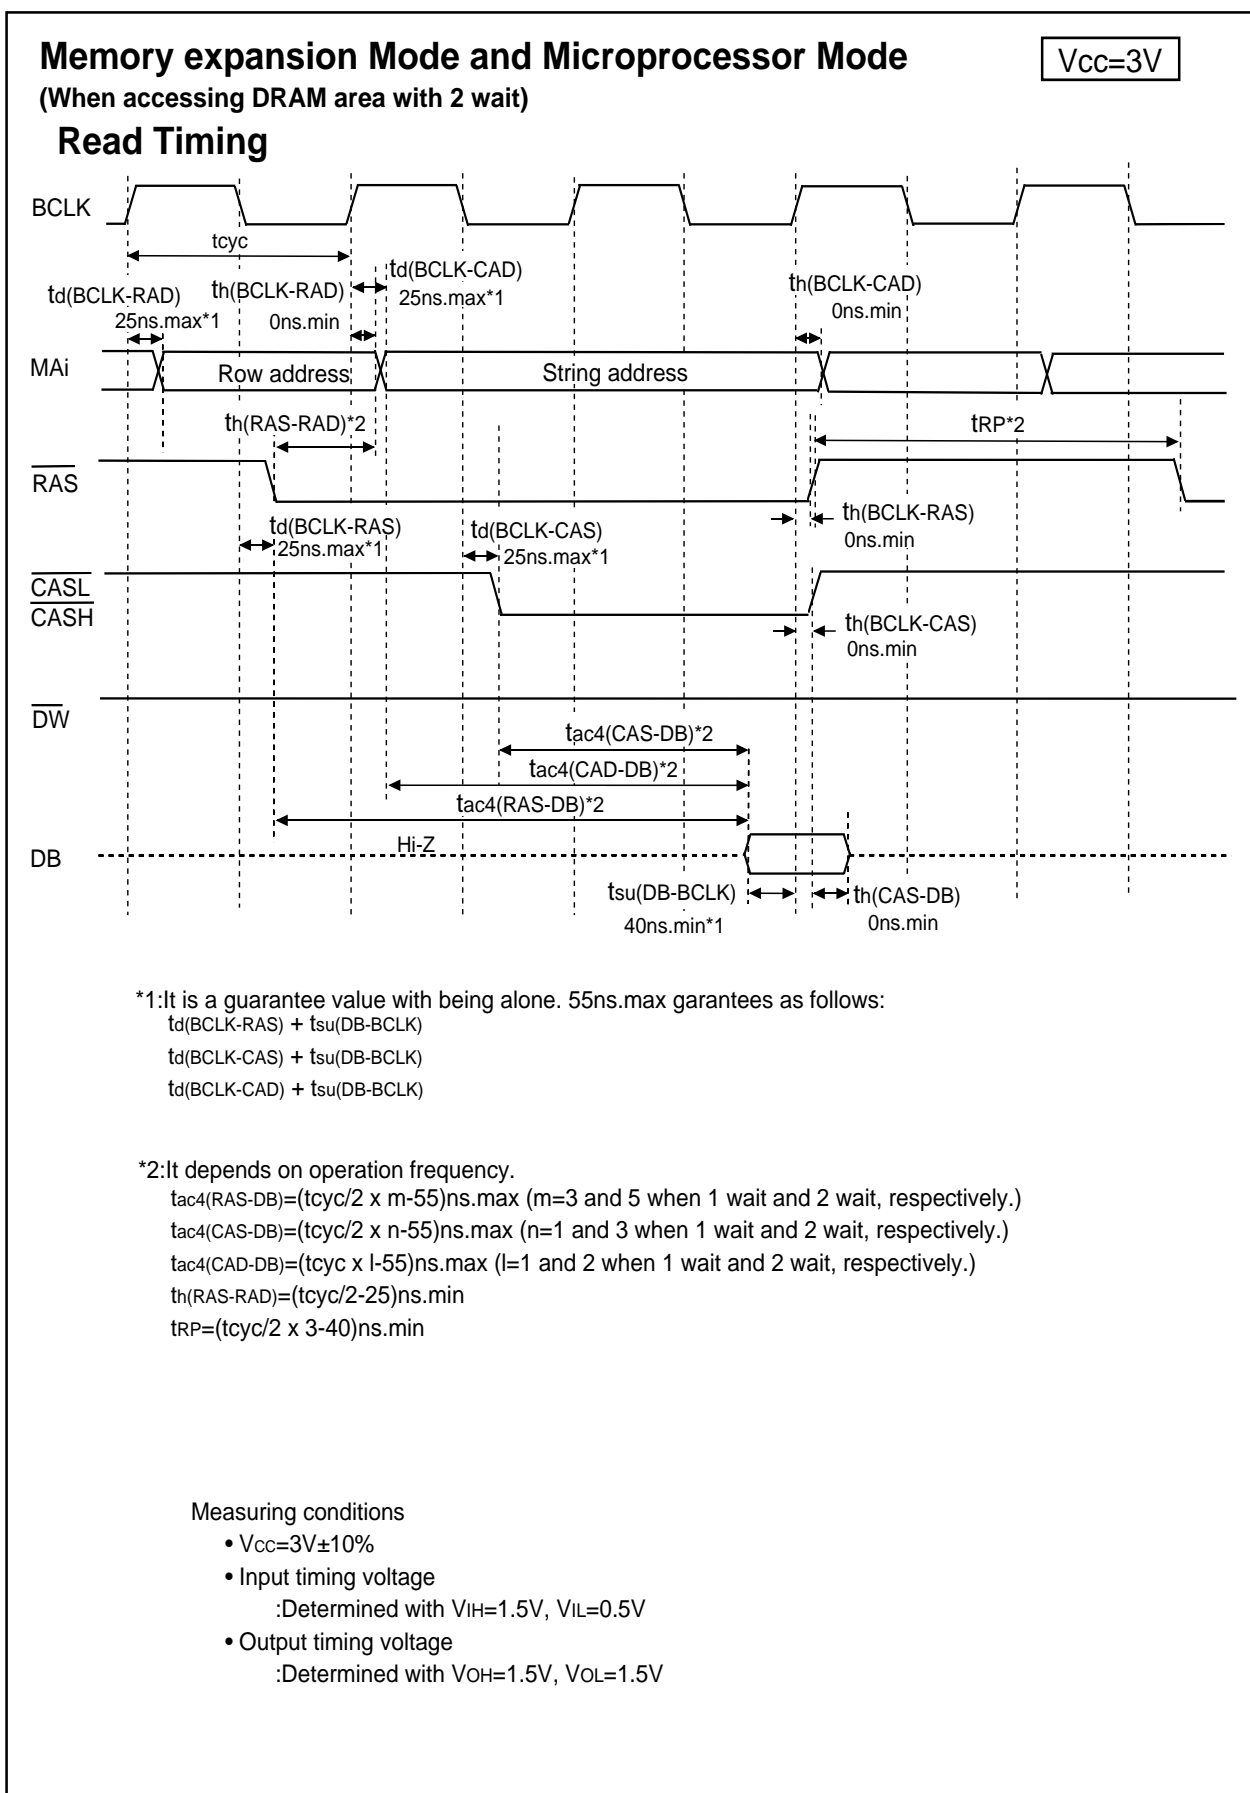 Memory expansion Mode and Microprocessor Mode
Vcc=3V
(When accessing DRAM area with 2 wait)
Read Timing
BCLK
tcyc
td(BCLK-RAD)
25ns.max*1
th(BCLK-RAD)
0ns.min
td(BCLK-CAD)
25ns.max*1
th(BCLK-CAD)
0ns.min
MAi
Row address
String address
th(RAS-RAD)*2
tRP*2
RAS
td(BCLK-RAS)
25ns.max*1
td(BCLK-CAS)
25ns.max*1
th(BCLK-RAS)
0ns.min
CASL
CASH
th(BCLK-CAS)
0ns.min
DW
tac4(CAS-DB)*2
tac4(CAD-DB)*2
tac4(RAS-DB)*2
Hi-Z
DB
tsu(DB-BCLK)
40ns.min*1
th(CAS-DB)
0ns.min
*1:It is a guarantee value with being alone. 55ns.max garantees as follows:
td(BCLK-RAS) + tsu(DB-BCLK)
td(BCLK-CAS) + tsu(DB-BCLK)
td(BCLK-CAD) + tsu(DB-BCLK)
*2:It depends on operation frequency.
tac4(RAS-DB)=(tcyc/2 x m-55)ns.max (m=3 and 5 when 1 wait and 2 wait, respectively.)
tac4(CAS-DB)=(tcyc/2 x n-55)ns.max (n=1 and 3 when 1 wait and 2 wait, respectively.)
tac4(CAD-DB)=(tcyc x l-55)ns.max (l=1 and 2 when 1 wait and 2 wait, respectively.)
th(RAS-RAD)=(tcyc/2-25)ns.min
tRP=(tcyc/2 x 3-40)ns.min
Measuring conditions
• VCC=3V±10%
• Input timing voltage
:Determined with VIH=1.5V, VIL=0.5V
• Output timing voltage
:Determined with VOH=1.5V, VOL=1.5V